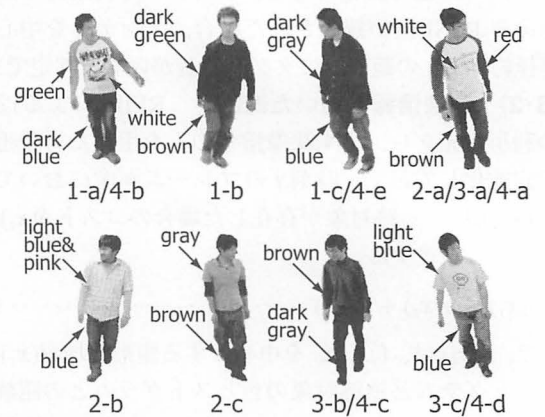 dark
green
dark
gray
white
red
green
white
dark
blue
brown
blue
brown
1-a/4-b
1-b
1-c/4-e
2-a/3-a/4-a
light
blue&
pink
gray
brown
light
blue
blue
brown
dark
gray
blue
2-b
2-c
3-b/4-c
3-c/4-d